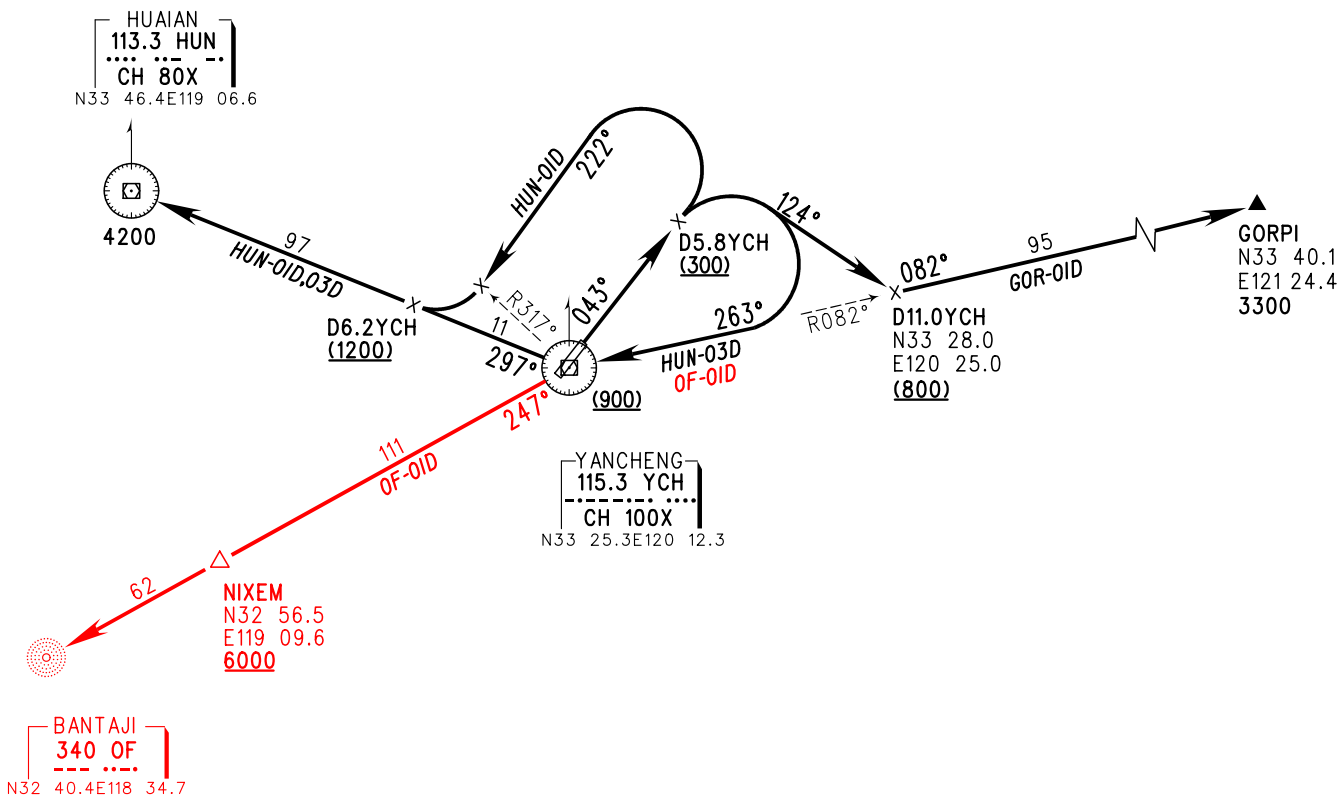 HUAIAN
113.3 HUN
CH 80X
N33 46.4E119 06.6
4200
97
HUN-01D,03D
HUN-01D
222°
D5.8YCH
(300)
124°
082°
95
GOR-01D
GORPI
N33 40.1
E121 24.4
3300
R082°
D11.0YCH
N33 28.0
E120 25.0
(800)
043°
R317°
D6.2YCH
(1200)
11
297°
263°
HUN-03D
OF-01D
(900)
247°
111
OF-01D
YANCHENG
115.3 YCH
CH 100X
N33 25.3E120 12.3
62
NIXEM
N32 56.5
E119 09.6
6000
BANTAJI
340 OF
N32 40.4E118 34.7